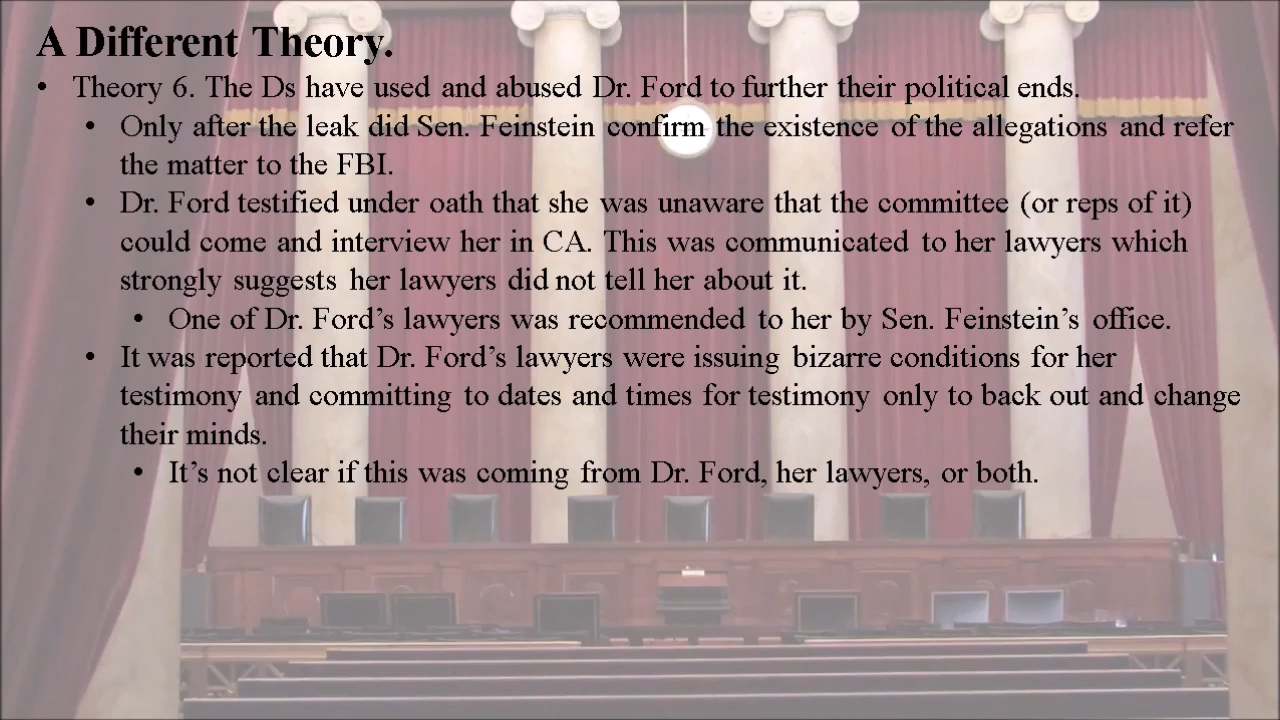 A Different Theory.
• Theory 6. The Ds have used and abused Dr. Ford to further their political ends.
• Only after the leak did Sen. Feinstein confirm the existence of the allegations and refer
the matter to the FBI.
• Dr. Ford testified under oath that she was unaware that the committee (or reps of it)
could come and interview her in CA. This was communicated to her lawyers which
strongly suggests her lawyers did not tell her about it.
• One of Dr. Ford’s lawyers was recommended to her by Sen. Feinstein’s office.
• It was reported that Dr. Ford’s lawyers were issuing bizarre conditions for her
testimony and committing to dates and times for testimony only to back out and change
their minds.
• It’s not clear if this was coming from Dr. Ford, her lawyers, or both.